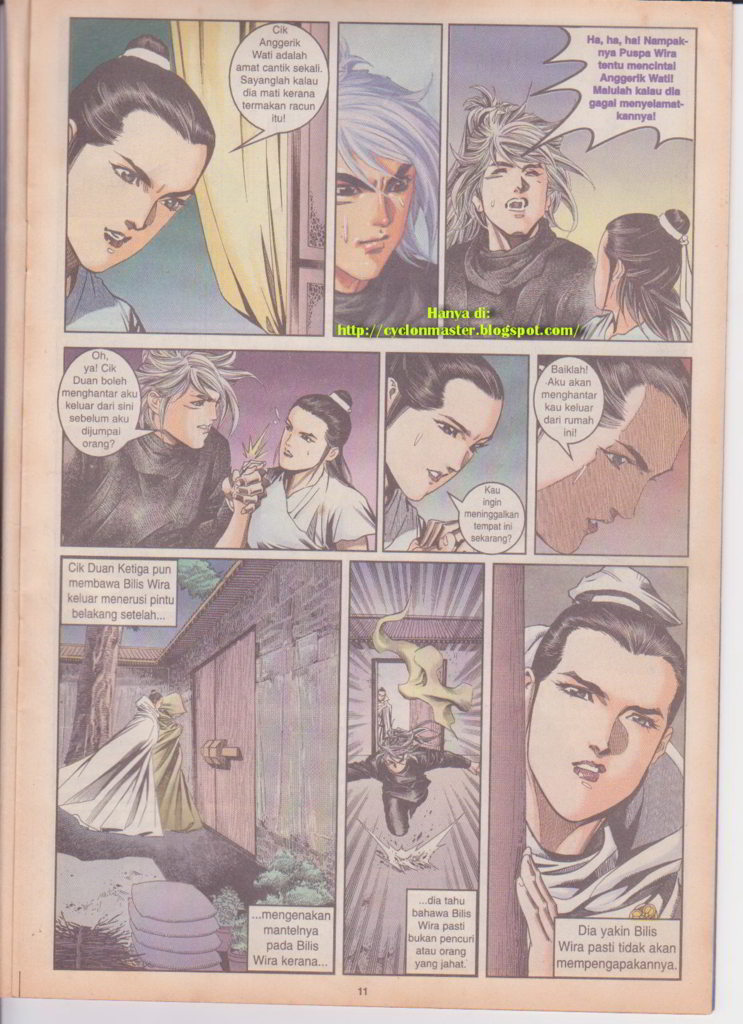 Cik
Anggerik
Wati adalah
amat cantik sekali.
Sayanglah kalau
dia mati kerana
termakan racun
itu!
Ha, ha, ha! Nampak-
nya Puspa Wira
tentu mencintai
Anggerik Wati!
Malulah kalau dia
gagal menyelamat-
kannya!
Hanya di:
http://cyclonmaster.blogspot.com/
Oh,
ya! Cik
Duan boleh
menghantar aku
keluar dari sini
sebelum aku
dijumpai
orang?
Kau
ingin
meninggalkan
tempat ini
sekarang?
Baiklah!
Aku akan
menghantar
kau keluar
dari rumah
ini!
Cik Duan Ketiga pun
membawa Bilis Wira
keluar menerusi pintu
belakang setelah...
...mengenakan
mantelnya
pada Bilis
Wira kerana...
...dia tahu
bahawa Bilis
Wira pasti
bukan pencuri
atau orang
yang jahat.
Dia yakin Bilis
Wira pasti tidak akan
mempengapakannya.
11